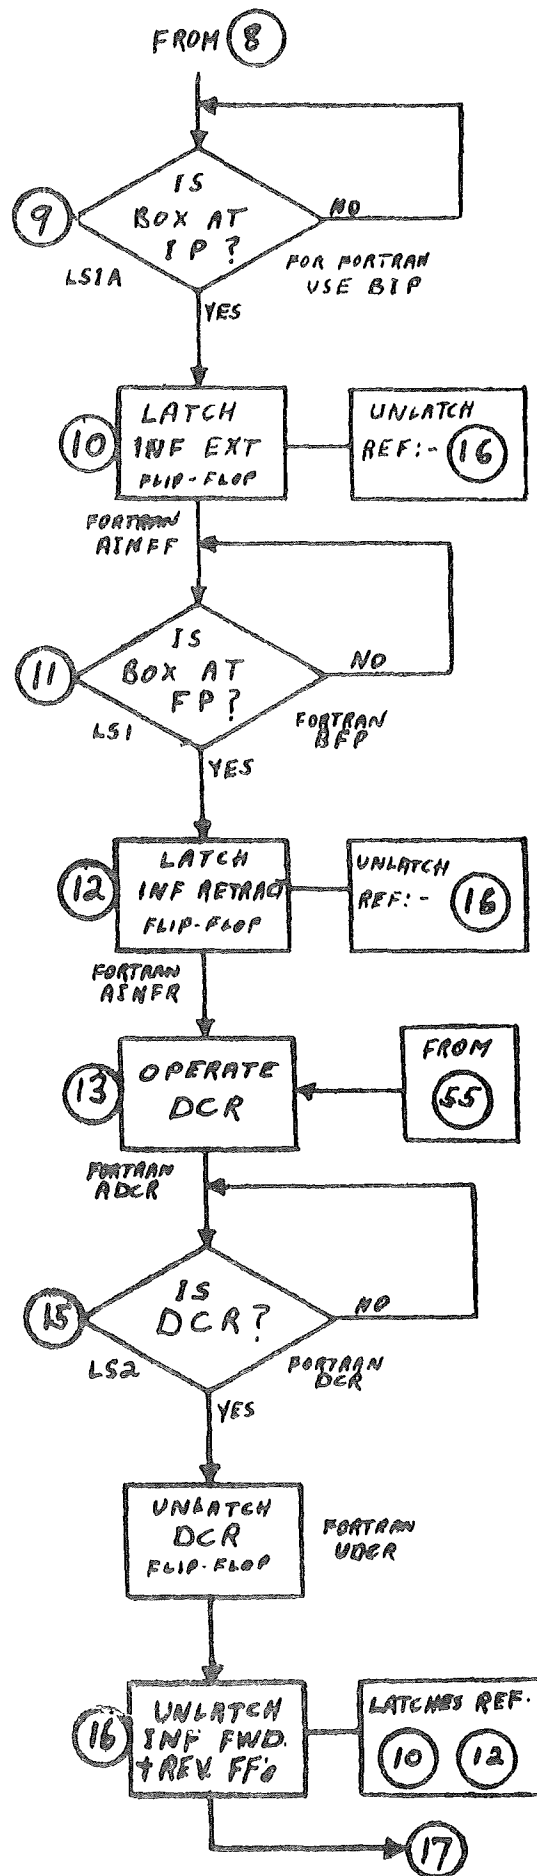 FROM 8
9
IS
BOX AT
IP?
NO
LS1A
FOR FORTRAN
USE BIP
YES
10
LATCH
INF EXT
FLIP-FLOP
UNLATCH
REF:- 16
FORTRAN
AINFF
11
IS
BOX AT
FP?
NO
LS1
FORTRAN
BFP
YES
12
LATCH
INF RETRACT
FLIP-FLOP
UNLATCH
REF:- 16
FORTRAN
AINFR
13
OPERATE
DCR
FROM
55
FORTRAN
ADCR
15
IS
DCR?
NO
LS2
FORTRAN
DCR
YES
UNLATCH
DCR
FLIP-FLOP
FORTRAN
UDCR
16
UNLATCH
INF FWD.
+ REV. FFs
LATCHES REF.
10 12
17